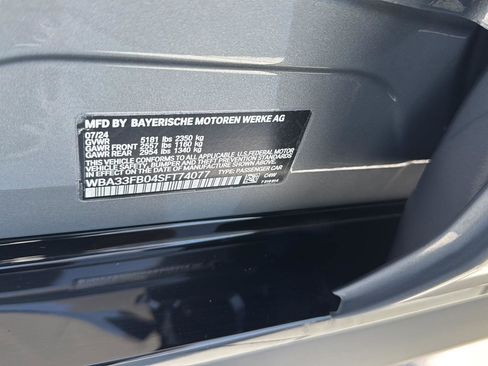 MFD BY BAYERISCHE MOTOREN WERKE AG
07/24
GVWR 5181 lbs 2350 kg
GAWR FRONT 2557 lbs 1160 kg
GAWR REAR 2954 lbs 1340 kg
THIS VEHICLE CONFORMS TO ALL APPLICABLE U.S. FEDERAL MOTOR
VEHICLE SAFETY, BUMPER AND THEFT PREVENTION STANDARDS
IN EFFECT ON THE DATE OF MANUFACTURE SHOWN ABOVE.
WBA33FB04SFT74077 TYPE: PASSENGER CAR
C4W